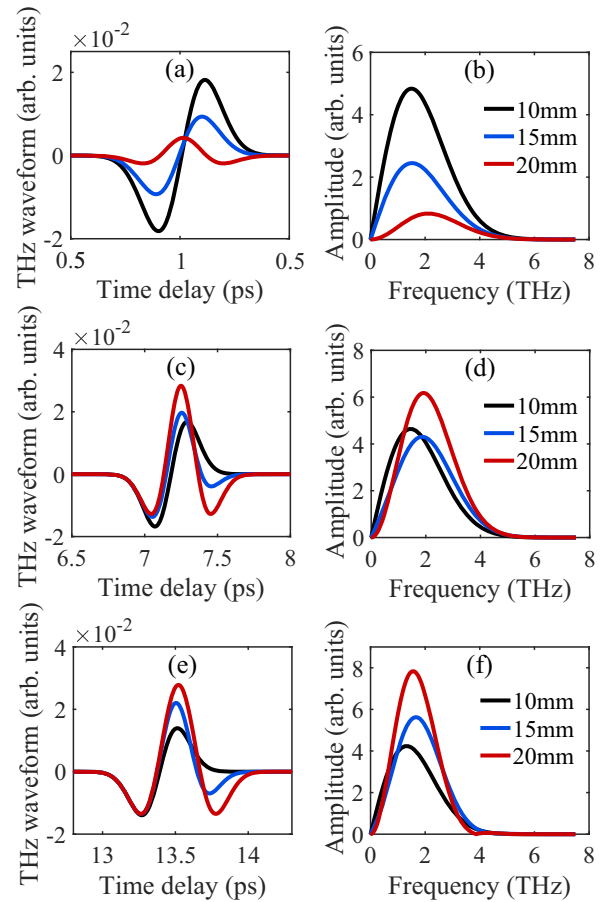 ×10⁻²
(a)
THz waveform (arb. units)
2
0
-2
0.5
1
0.5
Time delay (ps)
(b)
Amplitude (arb. units)
6
4
2
0
10mm
15mm
20mm
0
2
4
6
8
Frequency (THz)
×10⁻²
(c)
THz waveform (arb. units)
4
2
0
-2
6.5
7
7.5
8
Time delay (ps)
(d)
Amplitude (arb. units)
8
6
4
2
0
10mm
15mm
20mm
0
2
4
6
8
Frequency (THz)
×10⁻²
(e)
THz waveform (arb. units)
4
2
0
-2
13
13.5
14
Time delay (ps)
(f)
Amplitude (arb. units)
8
6
4
2
0
10mm
15mm
20mm
0
2
4
6
8
Frequency (THz)